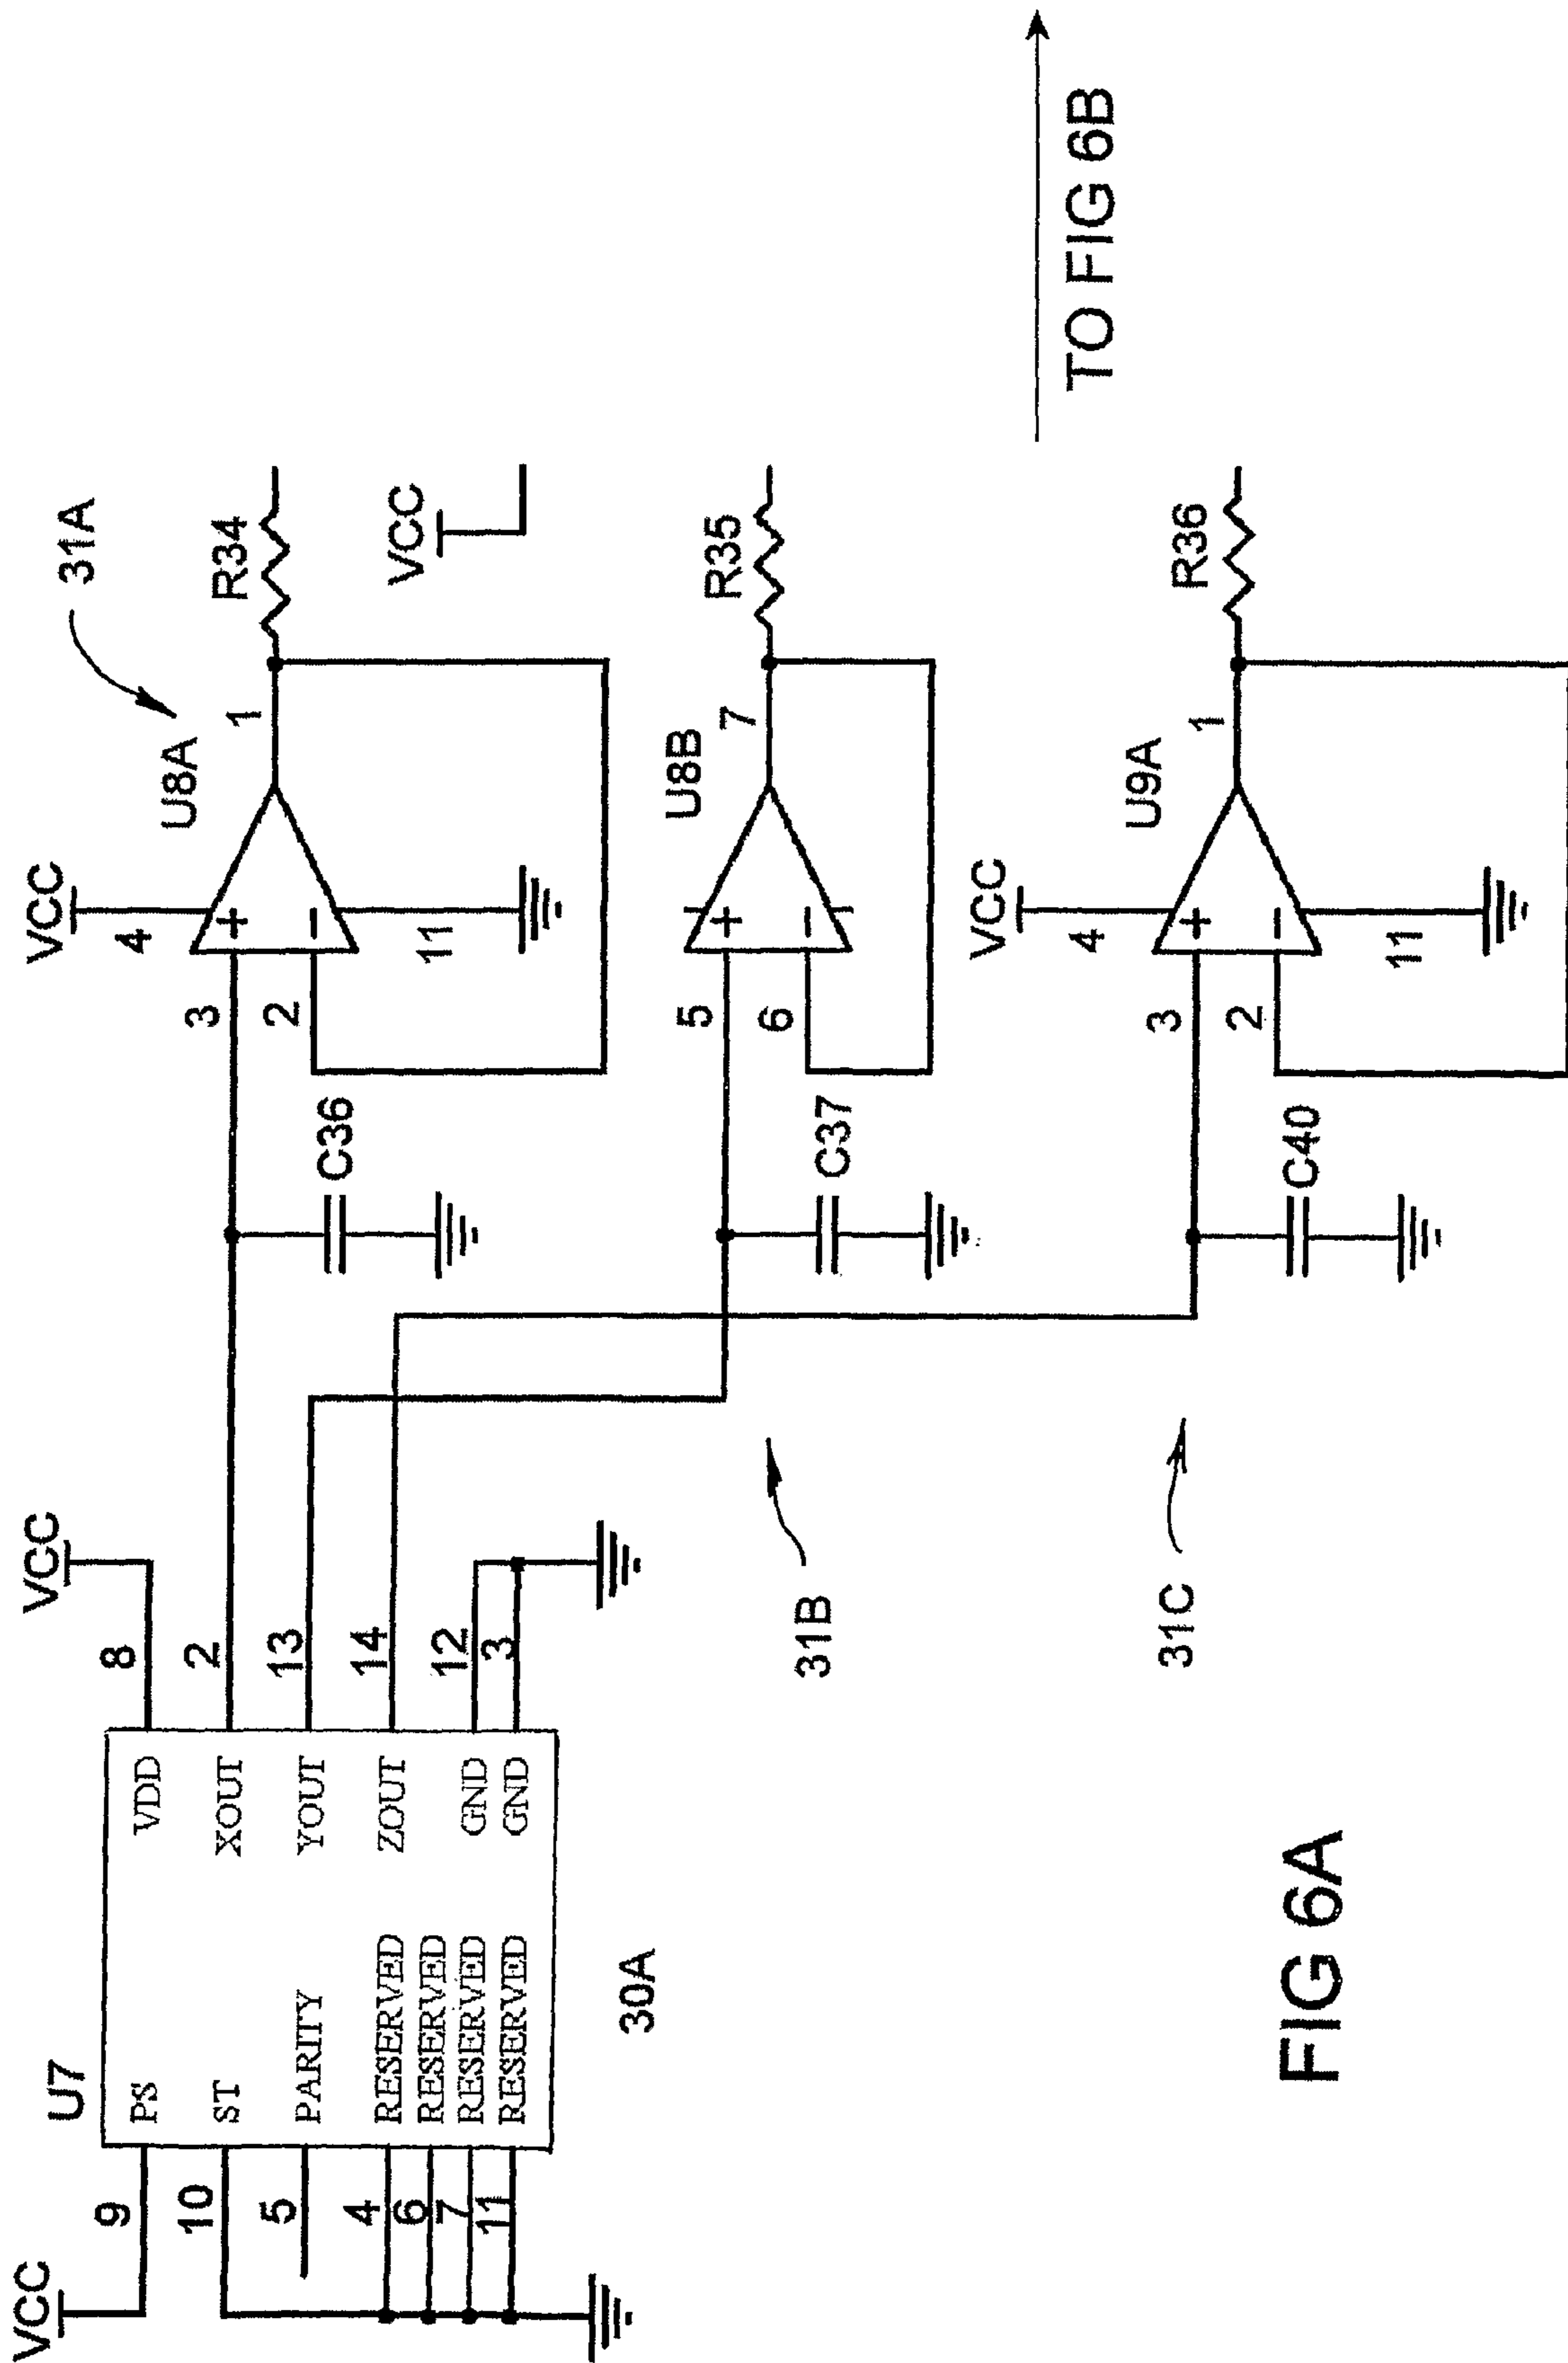 VCC
VCC
VCC
31A
U7
U8A
R34
9
8
4
3
1
PS
VDD
10
2
2
ST
XOUT
11
5
13
C36
VCC
PARITY
YOUT
4
14
RESERVED
ZOUT
6
RESERVED
7
12
RESERVED
GND
11
3
RESERVED
GND
30A
U8B
R35
5
7
6
C37
31B
VCC
U9A
R36
4
3
1
2
11
C40
31C
TO FIG 6B
FIG 6A